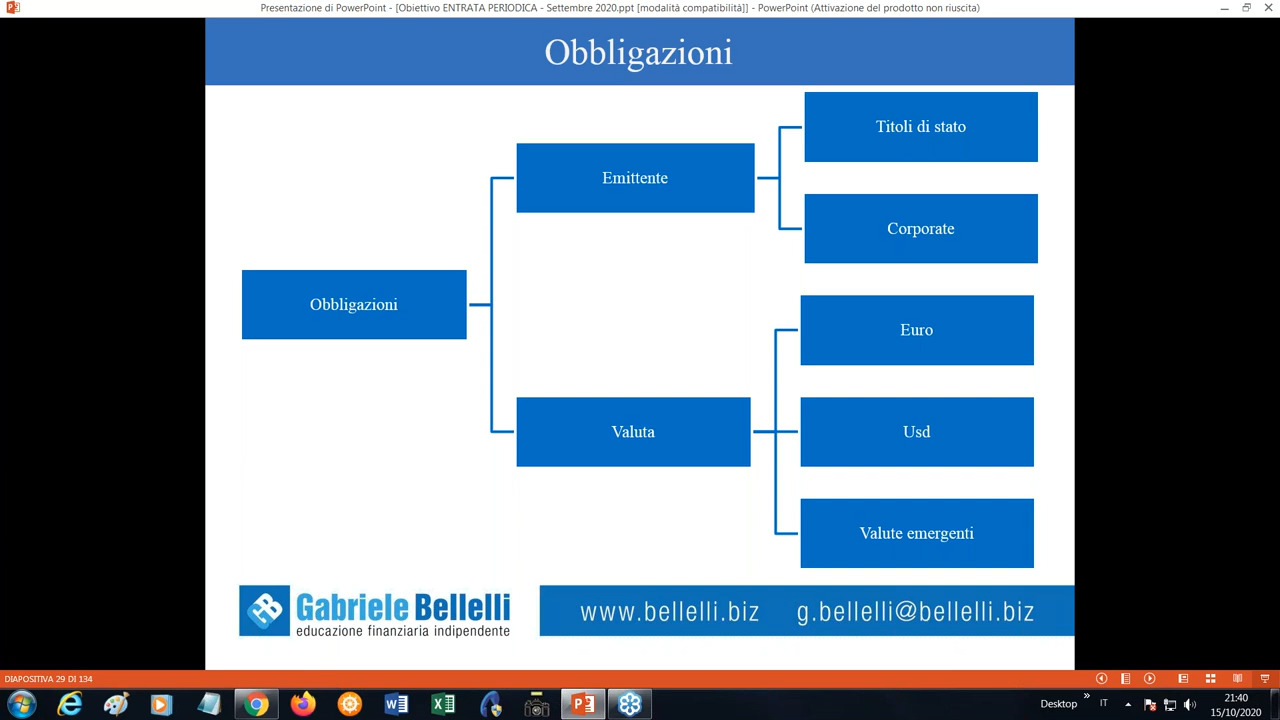 Presentazione di PowerPoint - [Obiettivo ENTRATA PERIODICA - Settembre 2020.ppt [modalità compatibilità]] - PowerPoint (Attivazione del prodotto non riuscita)
Obbligazioni
Titoli di stato
Emittente
Corporate
Obbligazioni
Euro
Valuta
Usd
Valute emergenti
Gabriele Bellelli
educazione finanziaria indipendente
www.bellelli.biz g.bellelli@bellelli.biz
DIAPOSITIVA 29 DI 134
Desktop
IT
21:40
15/10/2020